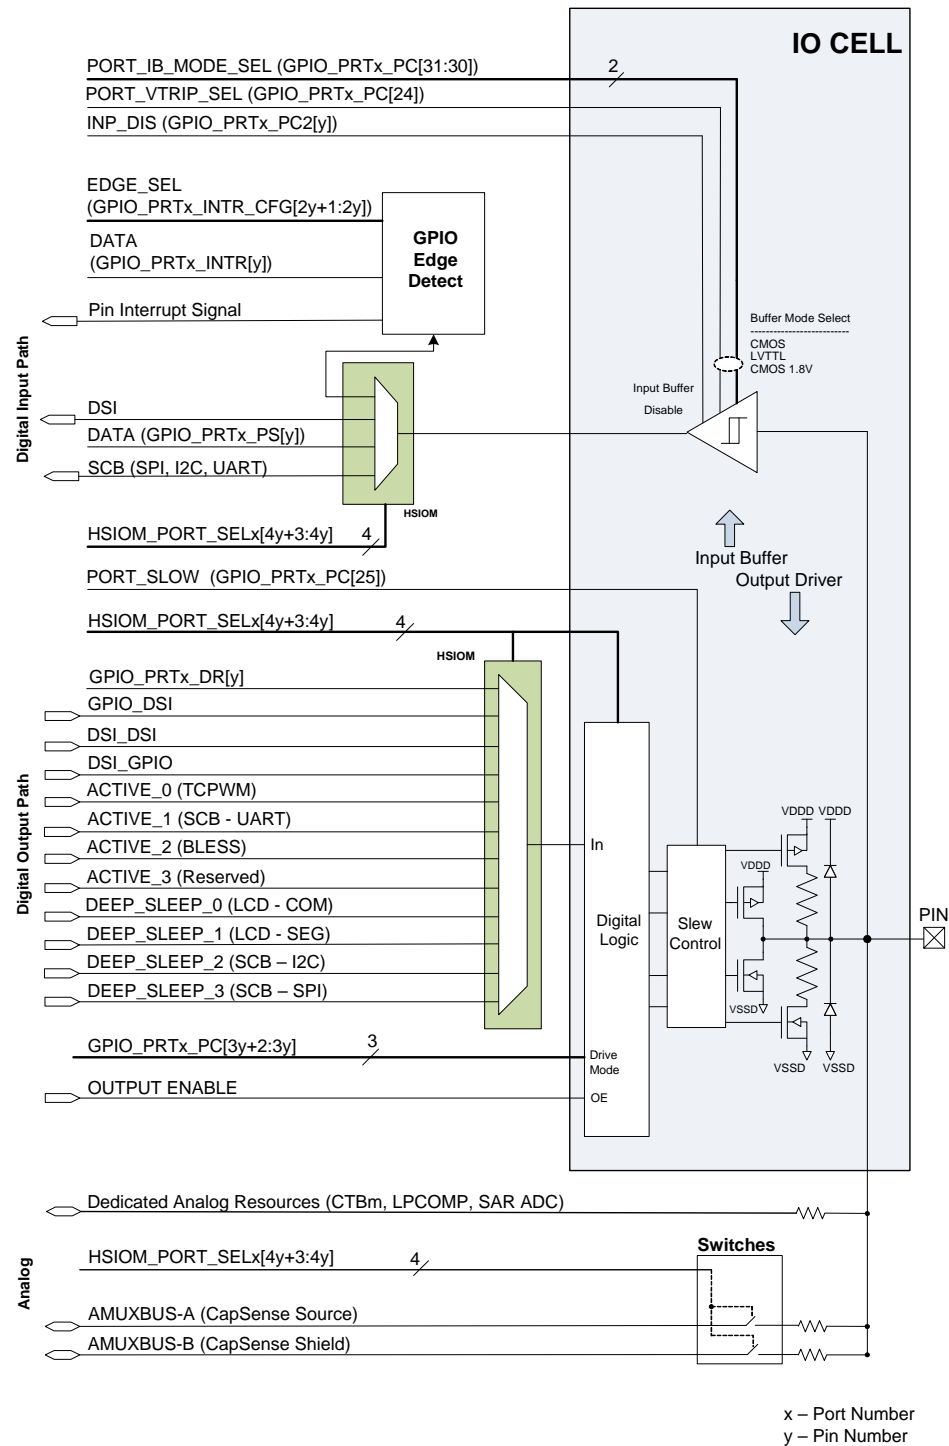 IO CELL
PORT_IB_MODE_SEL (GPIO_PRTx_PC[31:30])
2
PORT_VTRIP_SEL (GPIO_PRTx_PC[24])
INP_DIS (GPIO_PRTx_PC2[y])
EDGE_SEL
(GPIO_PRTx_INTR_CFG[2y+1:2y])
DATA
(GPIO_PRTx_INTR[y])
GPIO
Edge
Detect
Pin Interrupt Signal
Digital Input Path
Buffer Mode Select
CMOS
LVTTL
CMOS 1.8V
Input Buffer
Disable
DSI
DATA (GPIO_PRTx_PS[y])
SCB (SPI, I2C, UART)
HSIOM
HSIOM_PORT_SELx[4y+3:4y]
4
Input Buffer
Output Driver
PORT_SLOW (GPIO_PRTx_PC[25])
HSIOM_PORT_SELx[4y+3:4y]
4
HSIOM
Digital Output Path
GPIO_PRTx_DR[y]
GPIO_DSI
DSI_DSI
DSI_GPIO
ACTIVE_0 (TCPWM)
ACTIVE_1 (SCB - UART)
ACTIVE_2 (BLESS)
ACTIVE_3 (Reserved)
DEEP_SLEEP_0 (LCD - COM)
DEEP_SLEEP_1 (LCD - SEG)
DEEP_SLEEP_2 (SCB – I2C)
DEEP_SLEEP_3 (SCB – SPI)
In
Digital
Logic
Slew
Control
VDDD VDDD
VDDD
VSSD
VSSD
VSSD
PIN
GPIO_PRTx_PC[3y+2:3y]
3
Drive
Mode
OUTPUT ENABLE
OE
Dedicated Analog Resources (CTBm, LPCOMP, SAR ADC)
Analog
Switches
HSIOM_PORT_SELx[4y+3:4y]
4
AMUXBUS-A (CapSense Source)
AMUXBUS-B (CapSense Shield)
x – Port Number
y – Pin Number